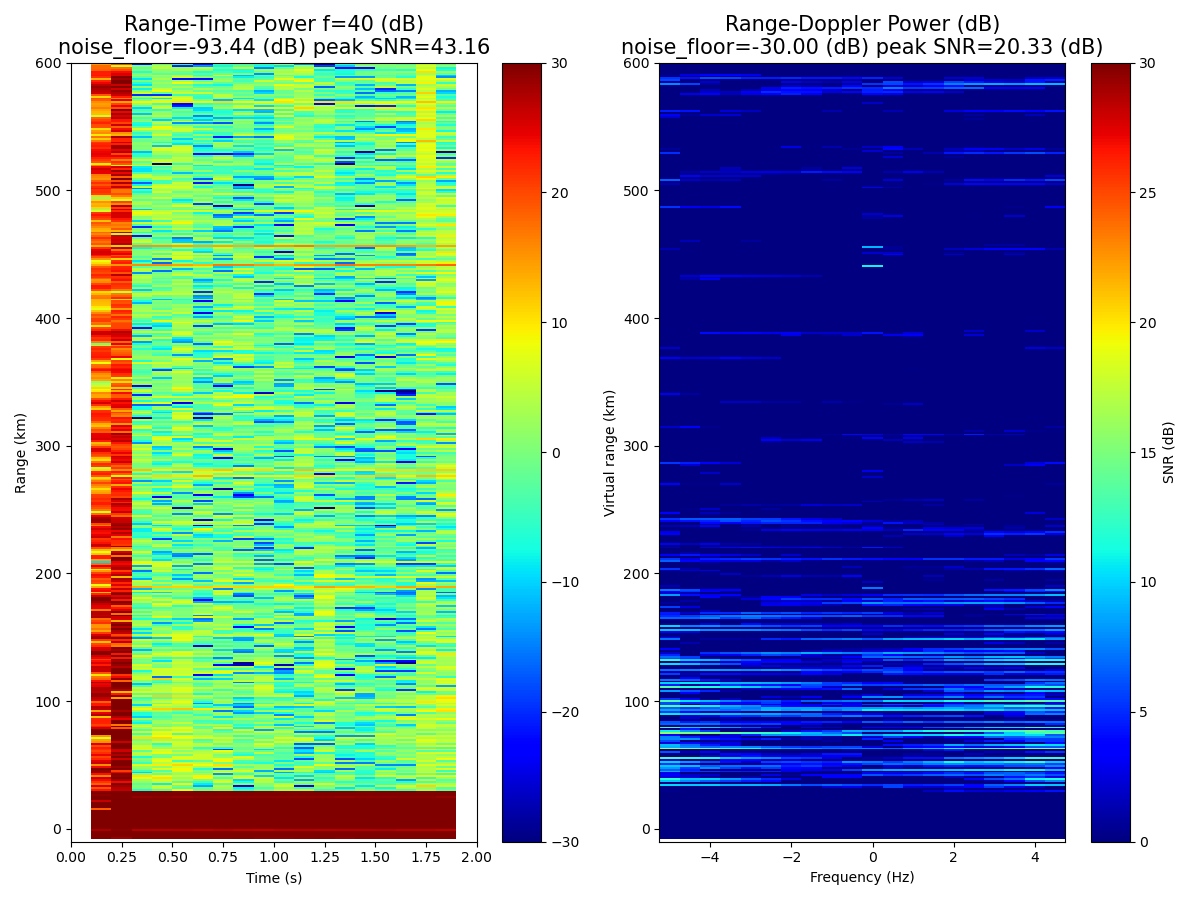 Range-Time Power f=40 (dB)
noise_floor=-93.44 (dB) peak SNR=43.16
Range-Doppler Power (dB)
noise_floor=-30.00 (dB) peak SNR=20.33 (dB)
600
500
400
300
200
100
0
Range (km)
0.00 0.25 0.50 0.75 1.00 1.25 1.50 1.75 2.00
Time (s)
30
20
10
0
−10
−20
−30
600
500
400
300
200
100
0
Virtual range (km)
−4 −2 0 2 4
Frequency (Hz)
30
25
20
15
10
5
0
SNR (dB)